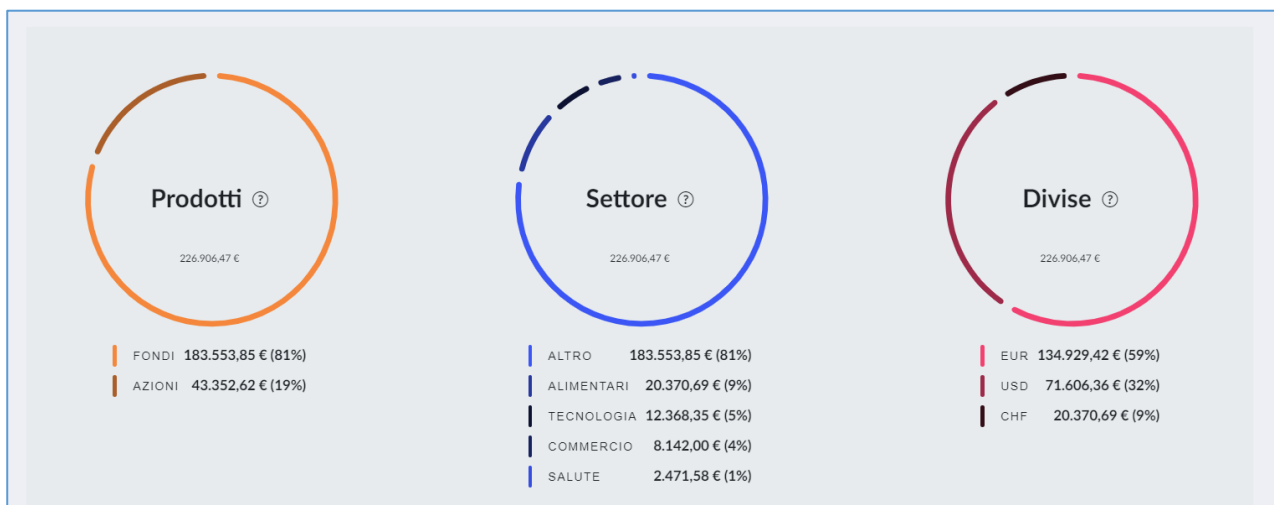 Prodotti ?
226.906,47 €
FONDI 183.553,85 € (81%)
AZIONI 43.352,62 € (19%)
Settore ?
226.906,47 €
ALTRO 183.553,85 € (81%)
ALIMENTARI 20.370,69 € (9%)
TECNOLOGIA 12.368,35 € (5%)
COMMERCIO 8.142,00 € (4%)
SALUTE 2.471,58 € (1%)
Divise ?
226.906,47 €
EUR 134.929,42 € (59%)
USD 71.606,36 € (32%)
CHF 20.370,69 € (9%)